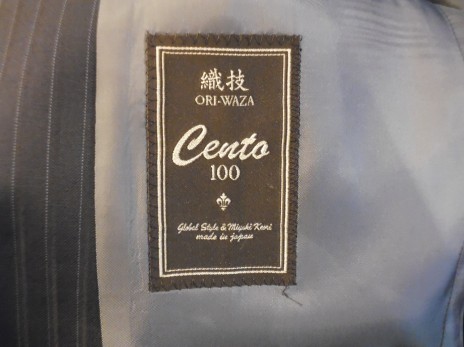 織技
ORI-WAZA
Cento
100
Global Style & Miyuki Keori
made in japan